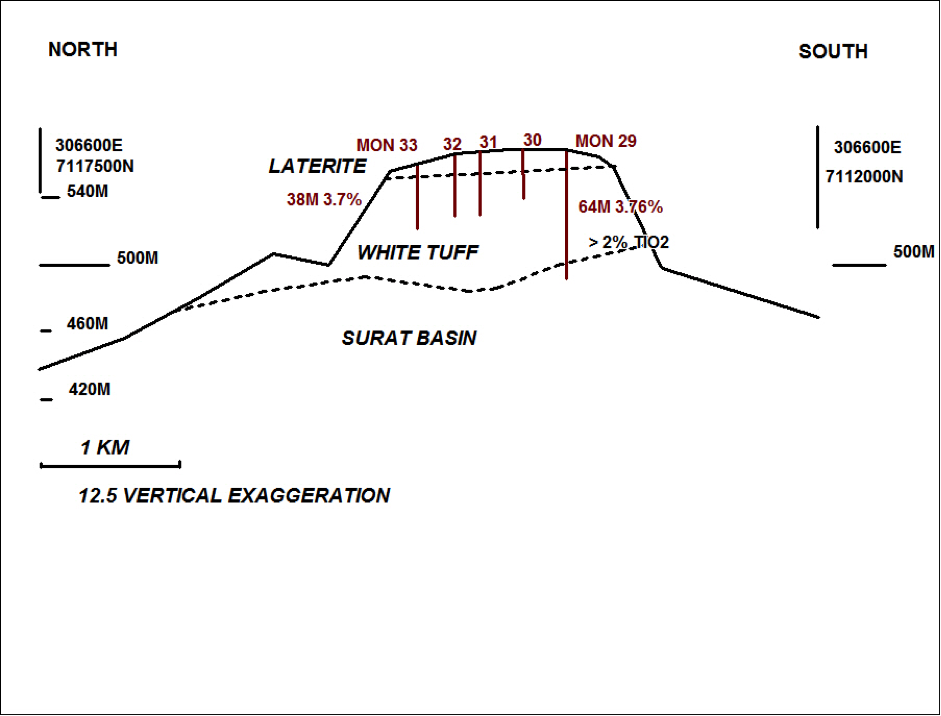 NORTH
SOUTH
306600E
7117500N
540M
500M
460M
420M
LATERITE
MON 33
32
31
30
MON 29
38M 3.7%
64M 3.76%
WHITE TUFF
> 2% TIO2
SURAT BASIN
306600E
7112000N
500M
1 KM
12.5 VERTICAL EXAGGERATION